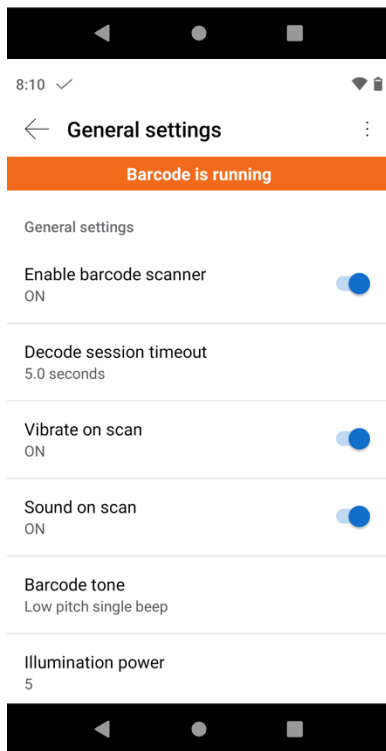 8:10
General settings
Barcode is running
General settings
Enable barcode scanner
ON
Decode session timeout
5.0 seconds
Vibrate on scan
ON
Sound on scan
ON
Barcode tone
Low pitch single beep
Illumination power
5